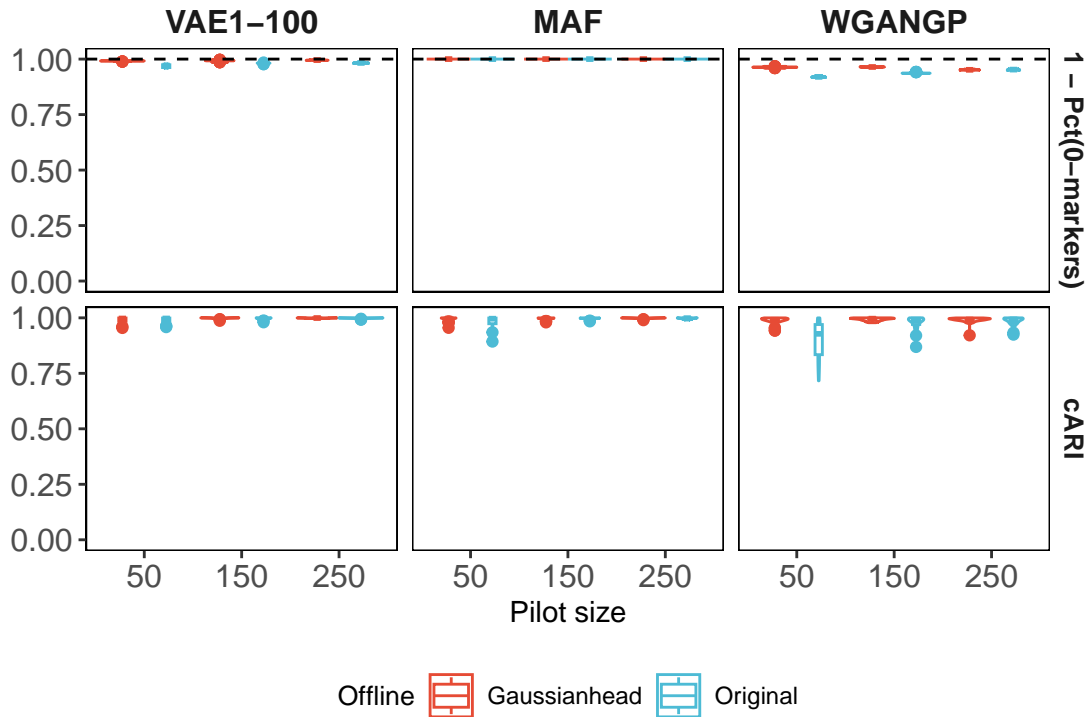 VAE1−100 MAF WGANGP
1.00
0.75
0.50
0.25
0.00
1 − Pct(0−markers)
1.00
0.75
0.50
0.25
0.00
cARI
50 150 250 50 150 250 50 150 250
Pilot size
Offline Gaussianhead Original